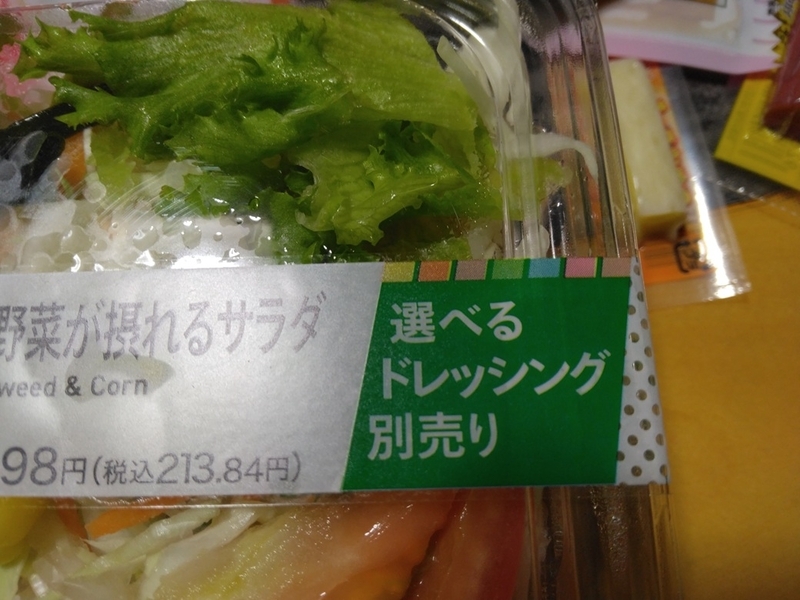 野菜が摂れるサラダ
weed & Corn
98円(税込213.84円)
選べる
ドレッシング
別売り